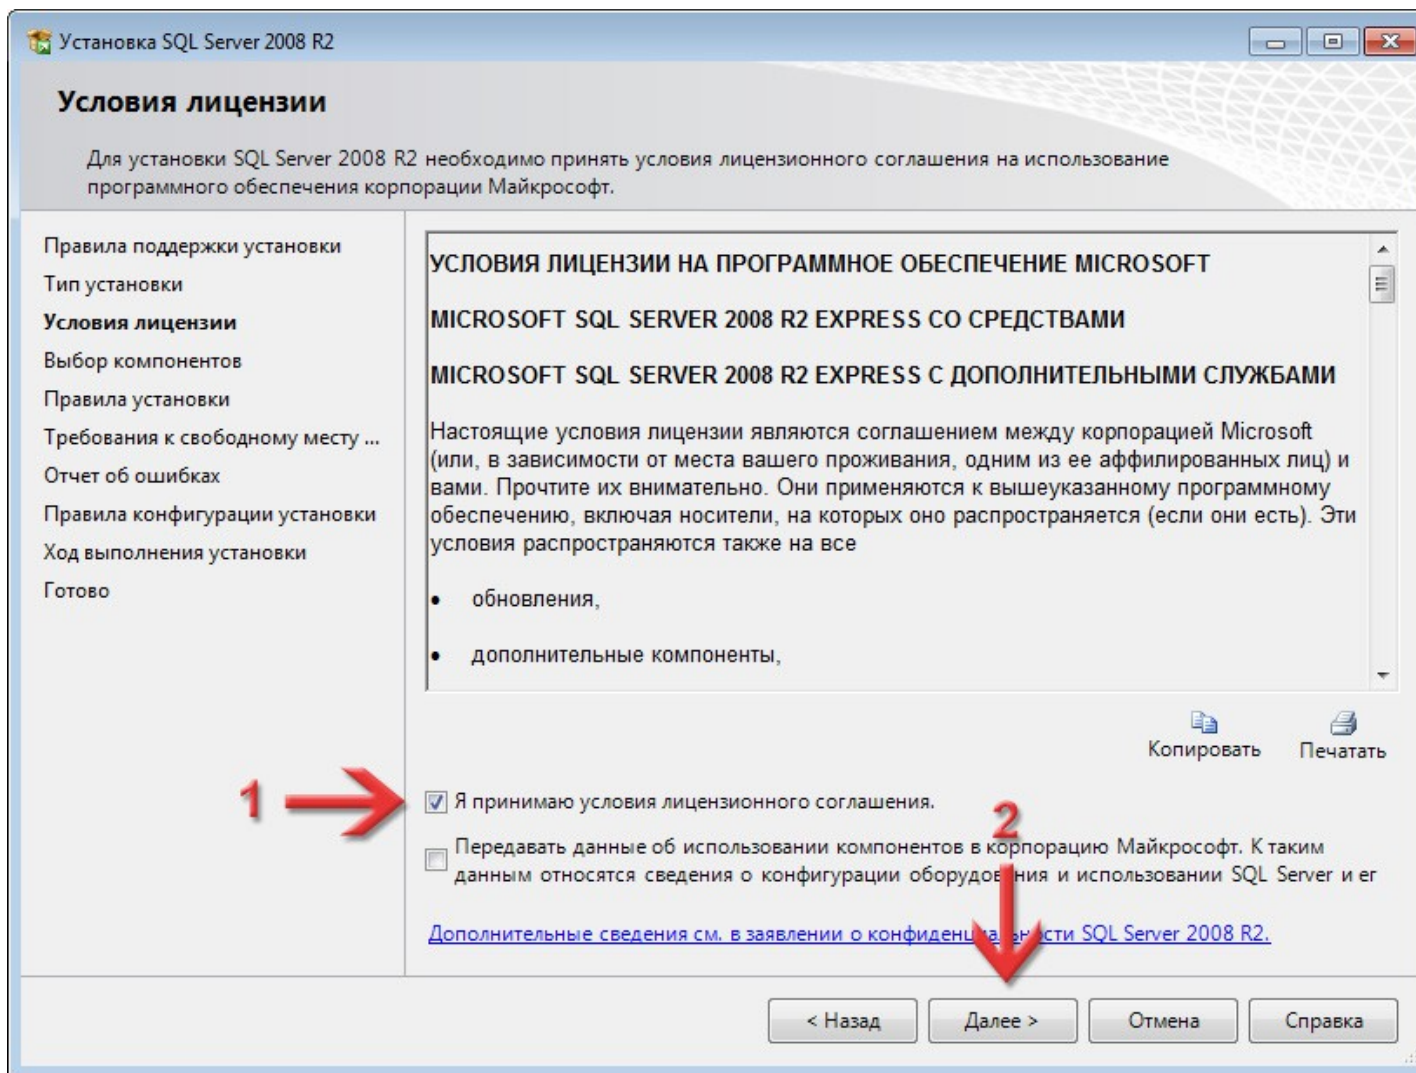 Установка SQL Server 2008 R2
Условия лицензии
Для установки SQL Server 2008 R2 необходимо принять условия лицензионного соглашения на использование
программного обеспечения корпорации Майкрософт.
Правила поддержки установки
Тип установки
Условия лицензии
Выбор компонентов
Правила установки
Требования к свободному месту ...
Отчет об ошибках
Правила конфигурации установки
Ход выполнения установки
Готово
УСЛОВИЯ ЛИЦЕНЗИИ НА ПРОГРАММНОЕ ОБЕСПЕЧЕНИЕ MICROSOFT
MICROSOFT SQL SERVER 2008 R2 EXPRESS СО СРЕДСТВАМИ
MICROSOFT SQL SERVER 2008 R2 EXPRESS С ДОПОЛНИТЕЛЬНЫМИ СЛУЖБАМИ
Настоящие условия лицензии являются соглашением между корпорацией Microsoft
(или, в зависимости от места вашего проживания, одним из ее аффилированных лиц) и
вами. Прочтите их внимательно. Они применяются к вышеуказанному программному
обеспечению, включая носители, на которых оно распространяется (если они есть). Эти
условия распространяются также на все
• обновления,
• дополнительные компоненты,
Копировать Печатать
1
Я принимаю условия лицензионного соглашения.
2
Передавать данные об использовании компонентов в корпорацию Майкрософт. К таким
данным относятся сведения о конфигурации оборудования и использовании SQL Server и ег
Дополнительные сведения см. в заявлении о конфиденциальности SQL Server 2008 R2.
< Назад Далее > Отмена Справка